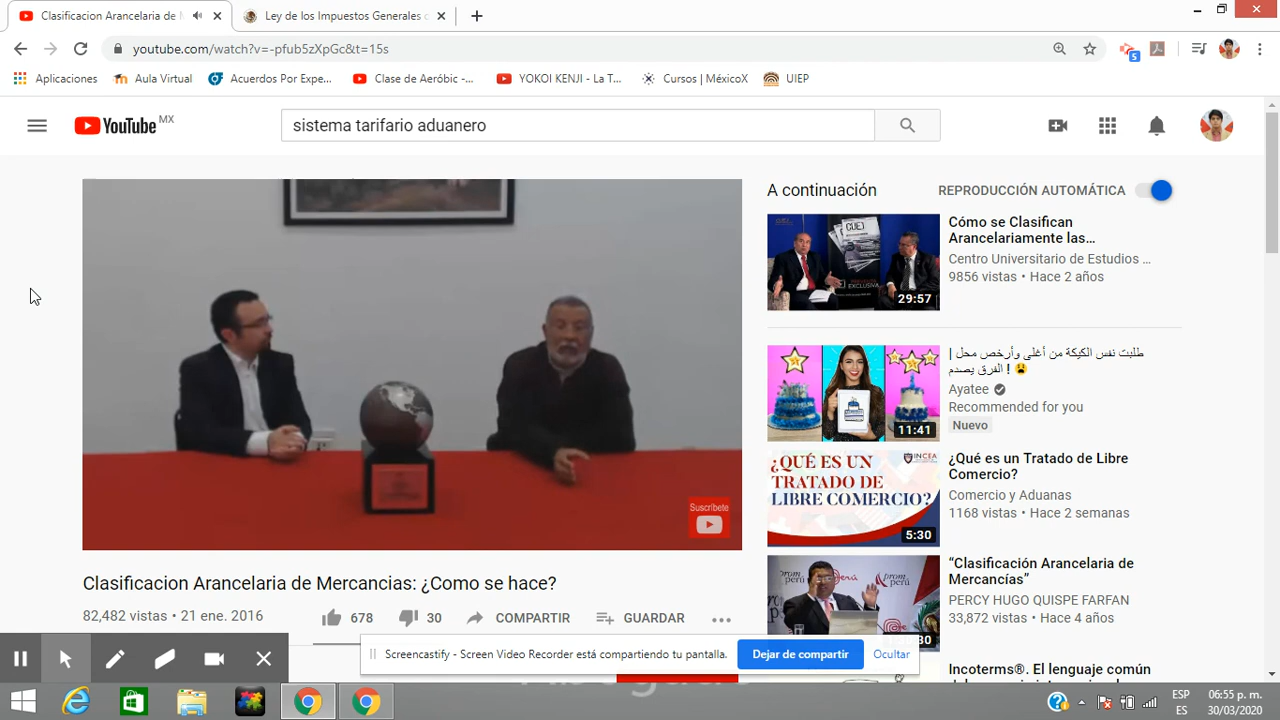 Clasificacion Arancelaria de M
Ley de los Impuestos Generales
youtube.com/watch?v=-pfub5zXpGc&t=15s
5
Aplicaciones
Aula Virtual
Acuerdos Por Expe...
Clase de Aeróbic -...
YOKOI KENJI - La T...
Cursos | MéxicoX
UIEP
YouTube MX
sistema tarifario aduanero
A continuación
REPRODUCCIÓN AUTOMÁTICA
Suscríbete
CUEJ
EXCLUSIVA
29:57
Cómo se Clasifican
Arancelariamente las...
Centro Universitario de Estudios ...
9856 vistas • Hace 2 años
11:41
طلبت نفس الكيكة من أغلى وأرخص محل |
الفرق يصدم ! 😩
Ayatee
Recommended for you
Nuevo
INCEA
¿QUÉ ES UN
TRATADO DE
LIBRE COMERCIO?
5:30
¿Qué es un Tratado de Libre
Comercio?
Comercio y Aduanas
1168 vistas • Hace 2 semanas
“Clasificación Arancelaria de
Mercancías”
PERCY HUGO QUISPE FARFAN
33,872 vistas • Hace 4 años
Incoterms®. El lenguaje común
Clasificacion Arancelaria de Mercancias: ¿Como se hace?
82,482 vistas • 21 ene. 2016
678
30
COMPARTIR
GUARDAR
Screencastify - Screen Video Recorder está compartiendo tu pantalla.
Dejar de compartir
Ocultar
ESP
ES
06:55 p. m.
30/03/2020